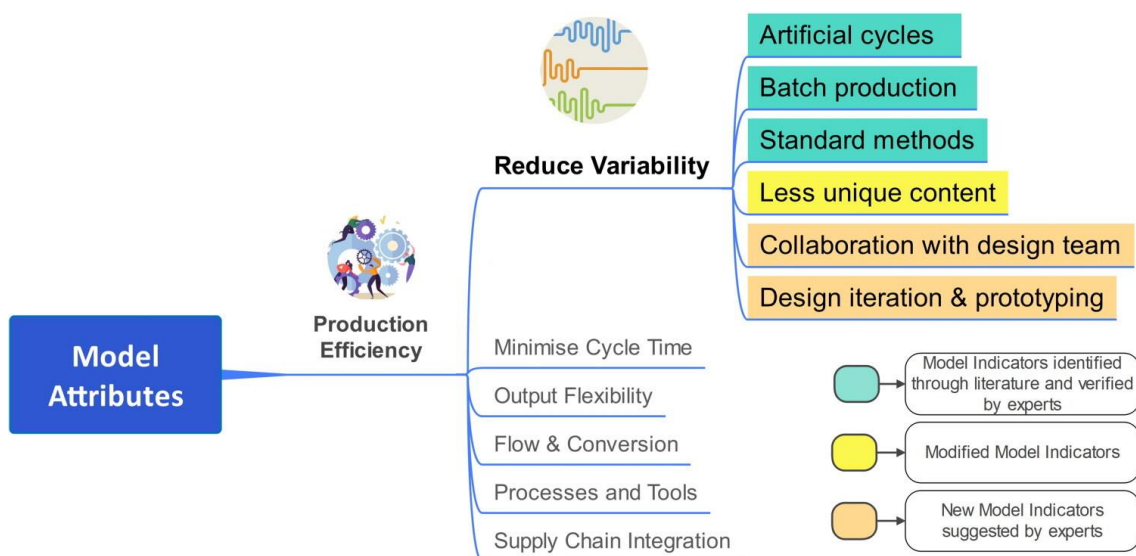 Artificial cycles
Batch production
Standard methods
Reduce Variability
Less unique content
Collaboration with design team
Design iteration & prototyping
Production
Efficiency
Model
Attributes
Minimise Cycle Time
Output Flexibility
Flow & Conversion
Processes and Tools
Supply Chain Integration
Model Indicators identified
through literature and verified
by experts
Modified Model Indicators
New Model Indicators
suggested by experts